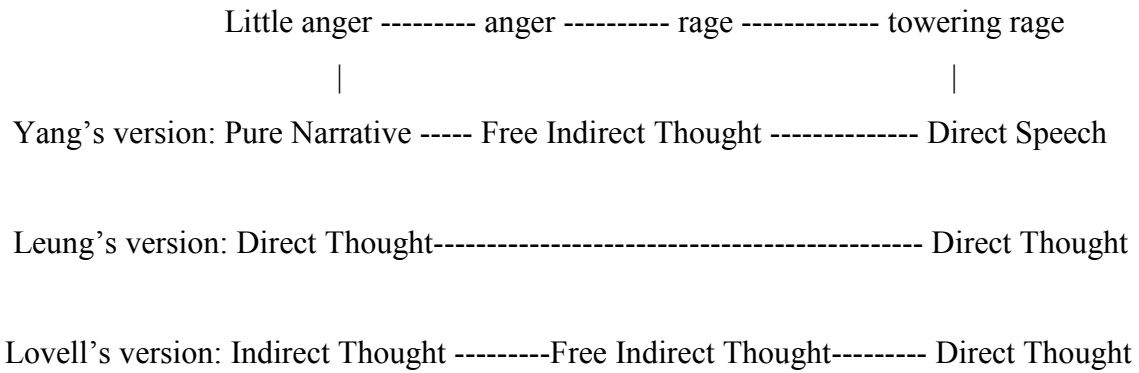 Little anger --------- anger ---------- rage ------------- towering rage
| |
Yang’s version: Pure Narrative ----- Free Indirect Thought -------------- Direct Speech
Leung’s version: Direct Thought---------------------------------------------- Direct Thought
Lovell’s version: Indirect Thought ---------Free Indirect Thought--------- Direct Thought